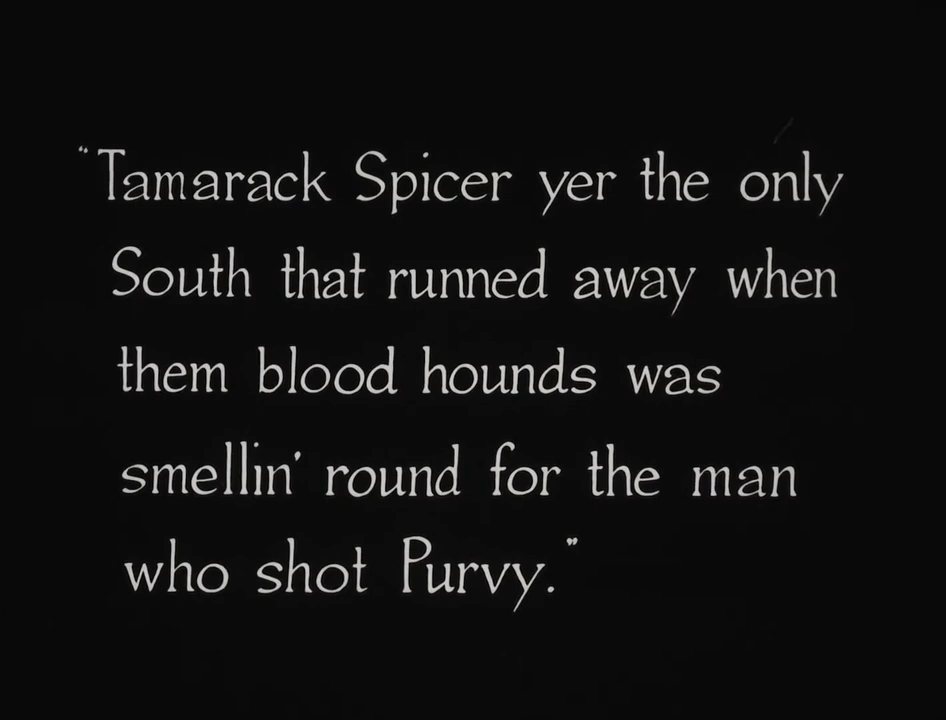 "Tamarack Spicer yer the only
South that runned away when
them blood hounds was
smellin' round for the man
who shot Purvy."